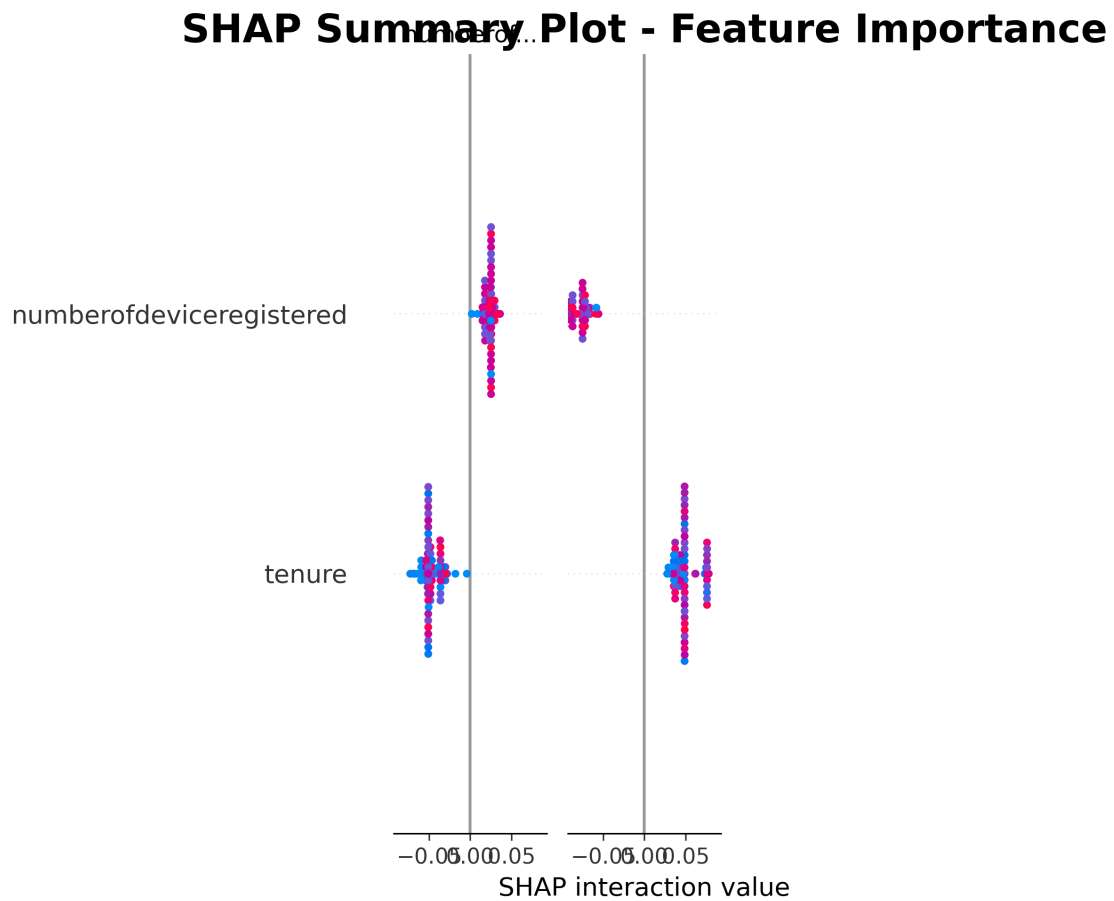 SHAP Summary Plot - Feature Importance
numberof...
numberofdeviceregistered
tenure
−0.05 0.00 0.05 −0.05 0.00 0.05
SHAP interaction value